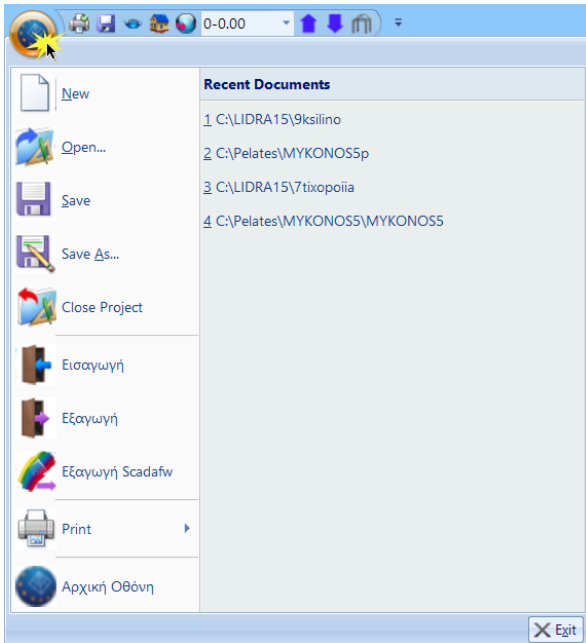 0-0.00
New
Open...
Save
Save As...
Close Project
Εισαγωγή
Εξαγωγή
Εξαγωγή Scadafw
Print
Αρχική Οθόνη
Recent Documents
1 C:\LIDRA15\9ksilino
2 C:\Pelates\MYKONOS5p
3 C:\LIDRA15\7tixopoiia
4 C:\Pelates\MYKONOS5\MYKONOS5
Exit